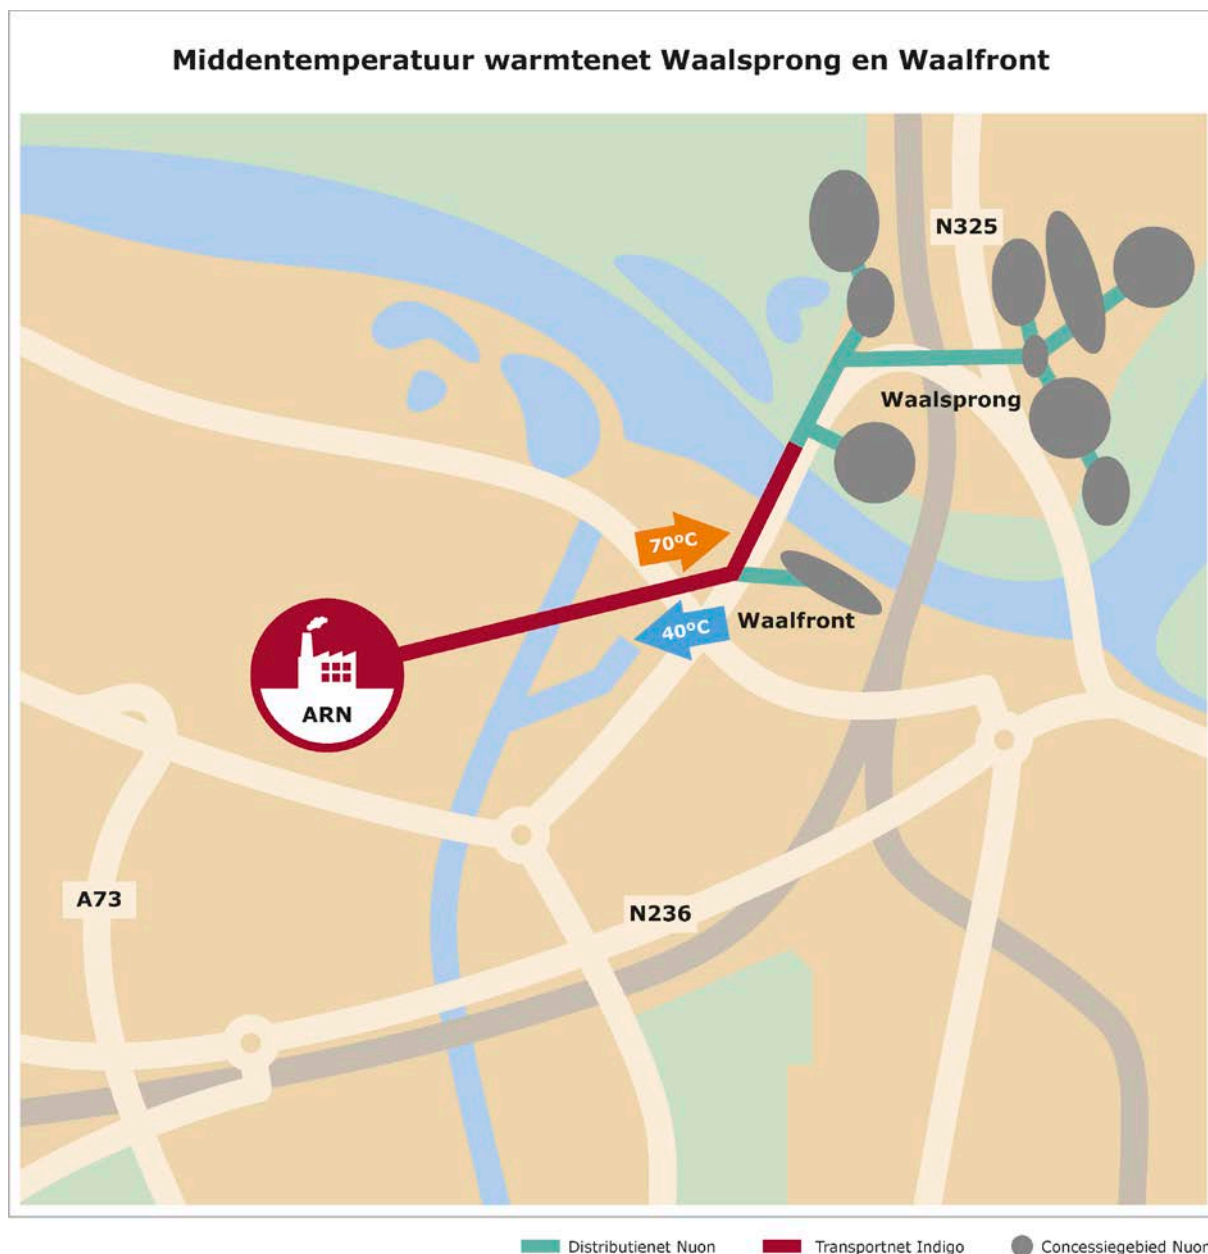 Middentemperatuur warmtenet Waalsprong en Waalfront
N325
Waalsprong
70ºC
40ºC
Waalfront
ARN
A73
N236
Distributienet Nuon
Transportnet Indigo
Concessiegebied Nuon